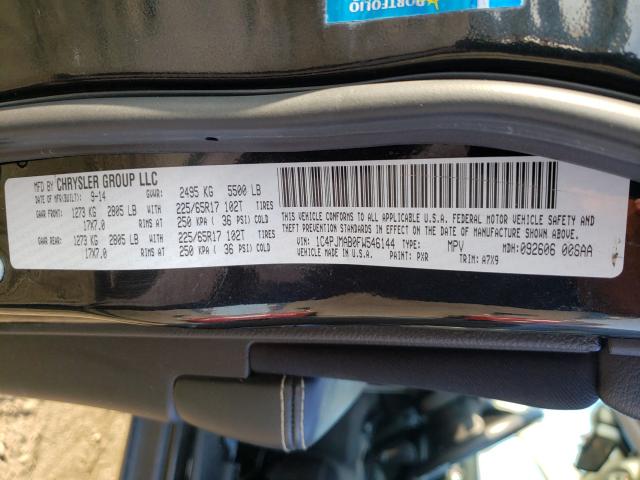 PORTFOLIO
MFD BY CHRYSLER GROUP LLC
DATE OF MFR(BUILT): 9-14 GVWR: 2495 KG 5500 LB
GAWR FRONT: 1273 KG 2805 LB WITH 225/65R17 102T TIRES
17X7.0 RIMS AT 250 KPA ( 36 PSI) COLD
GAWR REAR: 1273 KG 2805 LB WITH 225/65R17 102T TIRES
17X7.0 RIMS AT 250 KPA ( 36 PSI) COLD
THIS VEHICLE CONFORMS TO ALL APPLICABLE U.S.A. FEDERAL MOTOR VEHICLE SAFETY AND
THEFT PREVENTION STANDARDS IN EFFECT ON THE DATE OF MANUFACTURE SHOWN ABOVE.
VIN: 1C4PJMAB0FW546144 TYPE: MPV MDH: 092606 006AA
VEHICLE MADE IN U.S.A. PAINT: PXR TRIM: A7X9